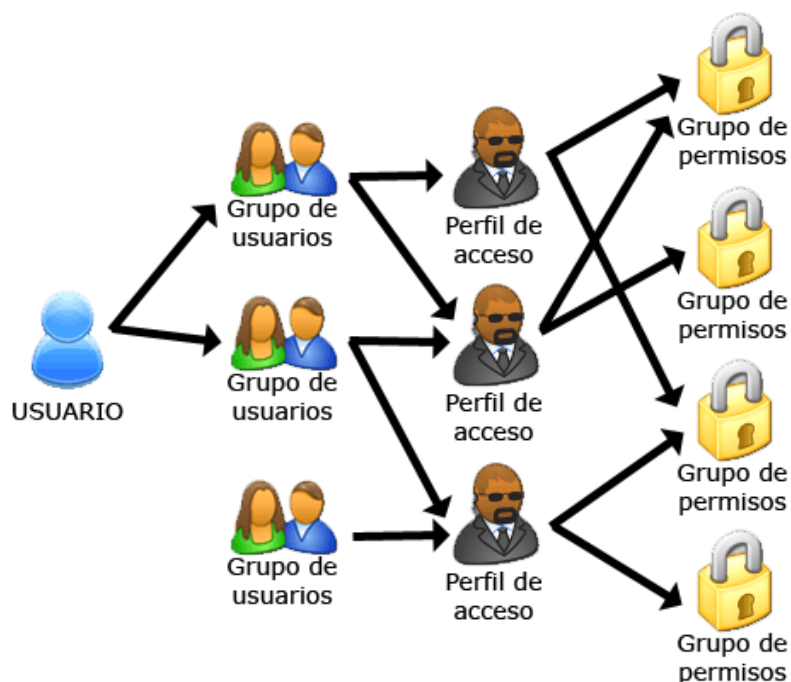 Grupo de
permisos
Grupo de
usuarios
Perfil de
acceso
Grupo de
permisos
USUARIO
Grupo de
usuarios
Perfil de
acceso
Grupo de
permisos
Grupo de
usuarios
Perfil de
acceso
Grupo de
permisos